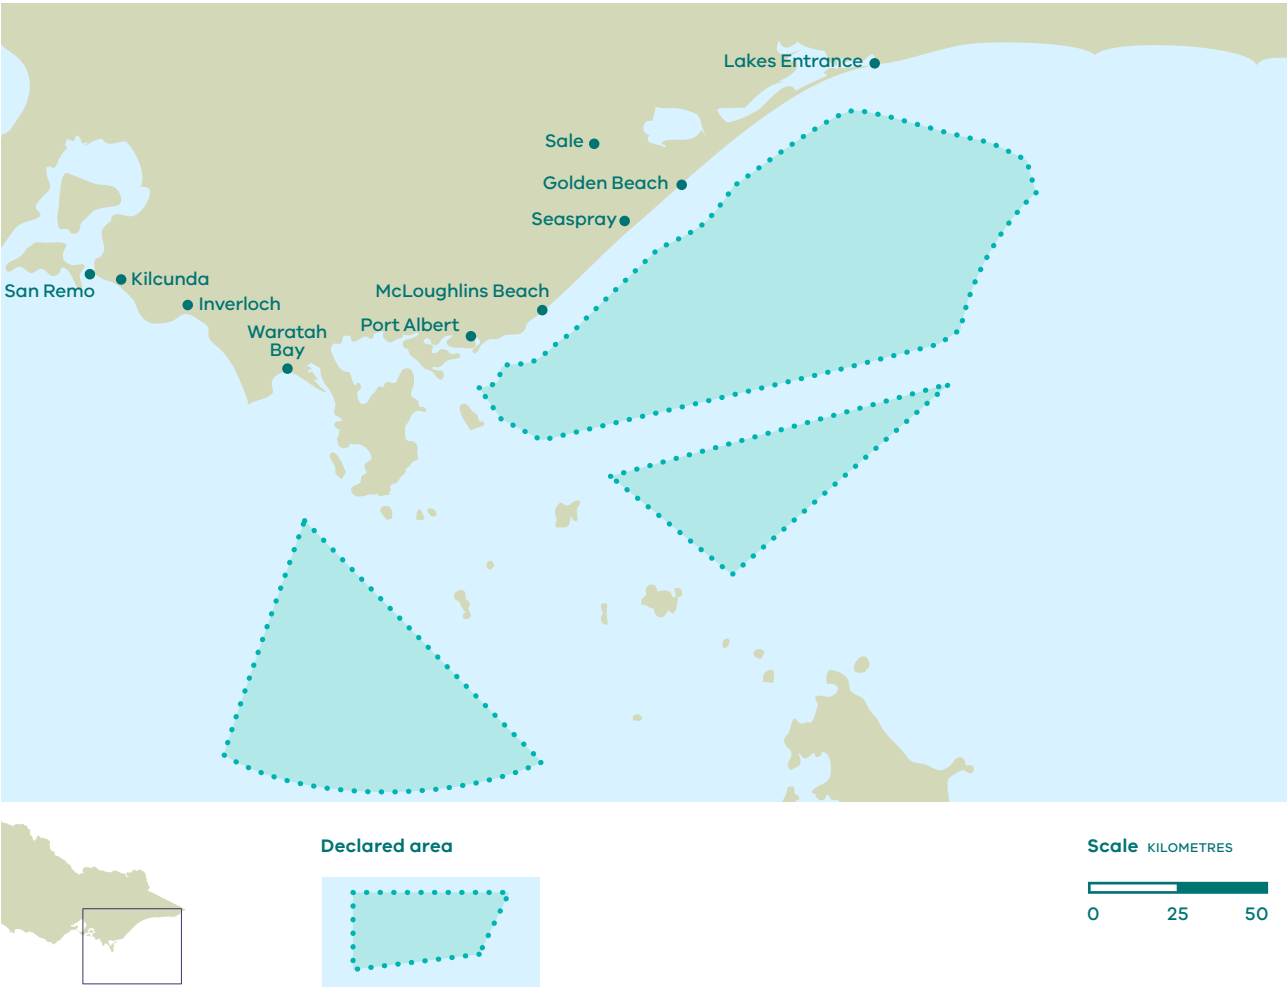 Lakes Entrance
Sale
Golden Beach
Seaspray
Kilcunda
San Remo
McLoughlins Beach
Inverloch
Port Albert
Waratah
Bay
Declared area
Scale KILOMETRES
0 25 50